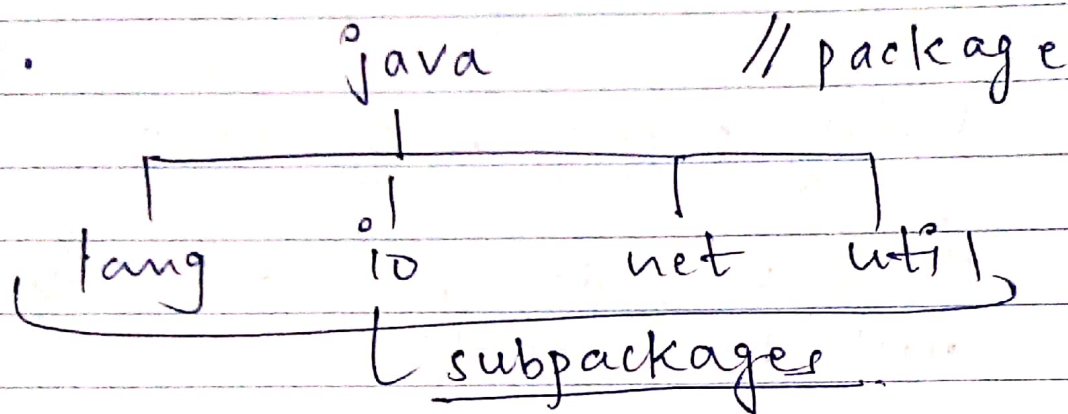 java // package
lang io net util
subpackages